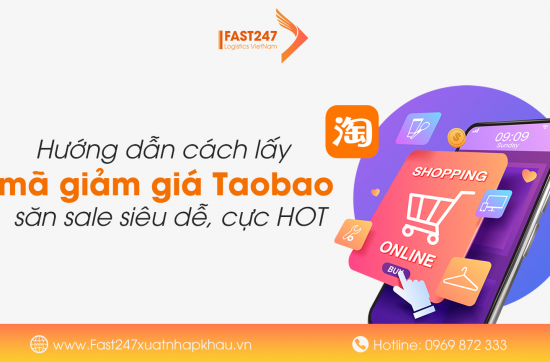 FAST247
Logistics VietNam
Hướng dẫn cách lấy
mã giảm giá Taobao
săn sale siêu dễ, cực HOT
淘
09:09
Sunday
SHOPPING
ONLINE
BUY
www.Fast247xuatnhapkhau.vn
Hotline: 0969 872 333